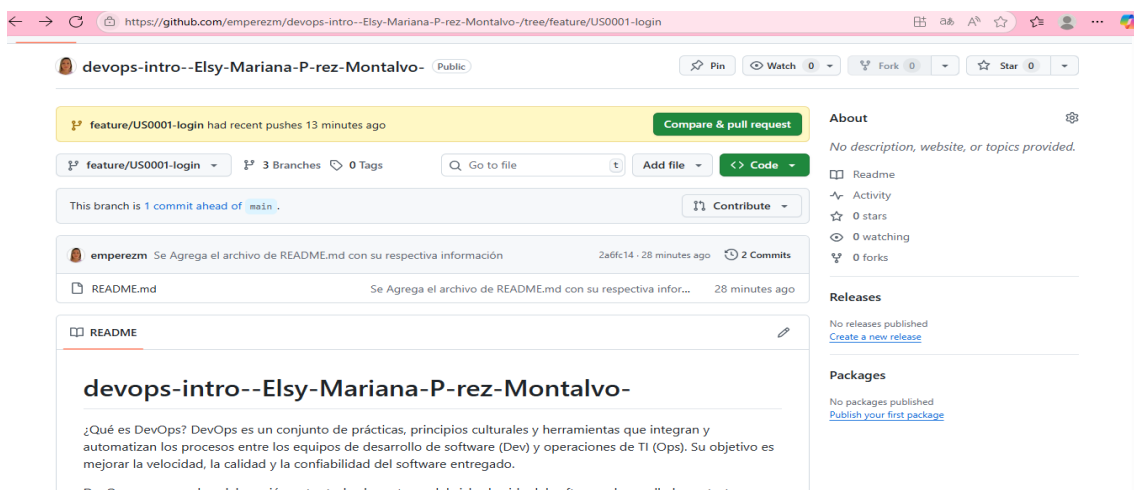 https://github.com/emperezm/devops-intro--Elsy-Mariana-P-rez-Montalvo-/tree/feature/US0001-login
devops-intro--Elsy-Mariana-P-rez-Montalvo- Public
Pin Watch 0 Fork 0 Star 0
feature/US0001-login had recent pushes 13 minutes ago Compare & pull request
feature/US0001-login 3 Branches 0 Tags Go to file t Add file Code
This branch is 1 commit ahead of main .
Contribute
emperezm Se Agrega el archivo de README.md con su respectiva información 2a6fc14 · 28 minutes ago 2 Commits
README.md Se Agrega el archivo de README.md con su respectiva infor... 28 minutes ago
README
devops-intro--Elsy-Mariana-P-rez-Montalvo-
¿Qué es DevOps? DevOps es un conjunto de prácticas, principios culturales y herramientas que integran y
automatizan los procesos entre los equipos de desarrollo de software (Dev) y operaciones de TI (Ops). Su objetivo es
mejorar la velocidad, la calidad y la confiabilidad del software entregado.
About
No description, website, or topics provided.
Readme
Activity
0 stars
0 watching
0 forks
Releases
No releases published
Create a new release
Packages
No packages published
Publish your first package